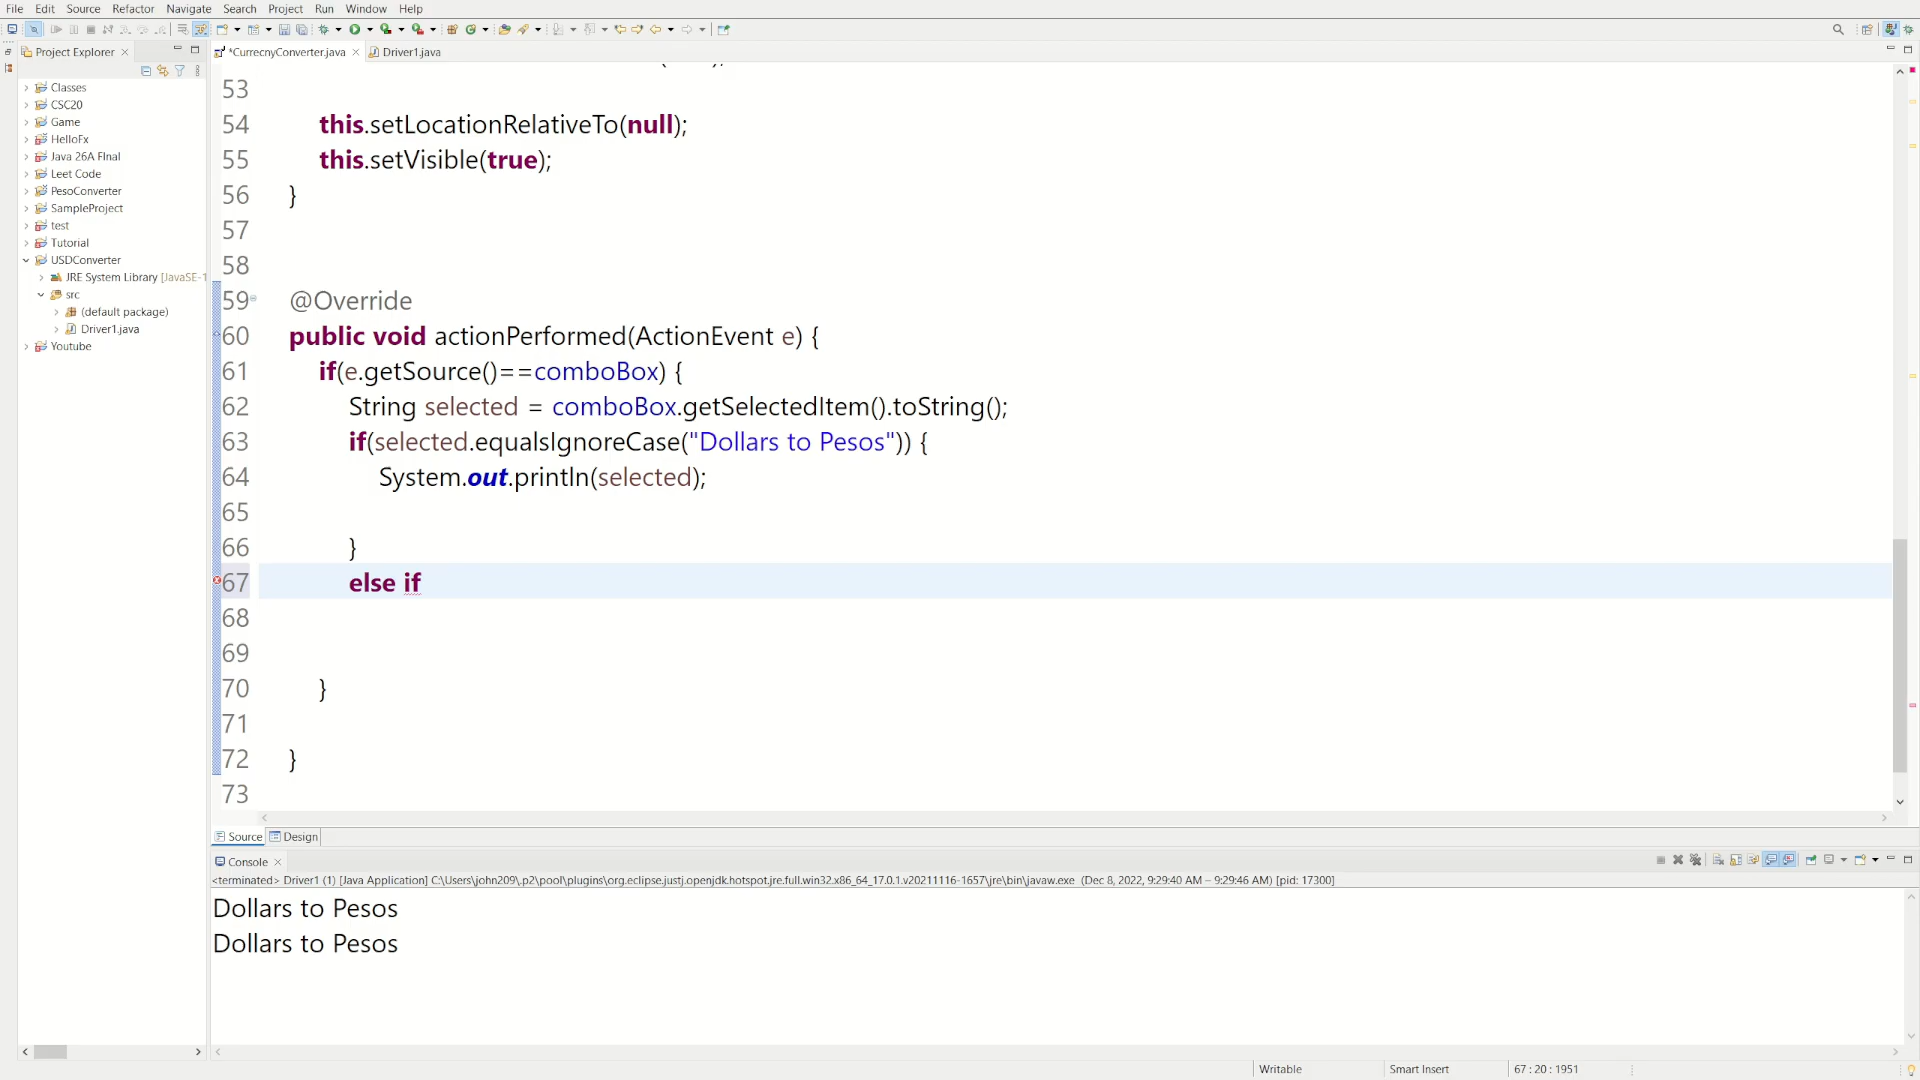 File Edit Source Refactor Navigate Search Project Run Window Help
Project Explorer
*CurrecnyConverter.java
Driver1.java
Classes
CSC20
Game
HelloFx
Java 26A FInal
Leet Code
PesoConverter
SampleProject
test
Tutorial
USDConverter
JRE System Library [JavaSE-1
src
(default package)
Driver1.java
Youtube
53
54 this.setLocationRelativeTo(null);
55 this.setVisible(true);
56 }
57
58
59 @Override
60 public void actionPerformed(ActionEvent e) {
61 if(e.getSource()==comboBox) {
62 String selected = comboBox.getSelectedItem().toString();
63 if(selected.equalsIgnoreCase("Dollars to Pesos")) {
64 System.out.println(selected);
65
66 }
67 else if
68
69
70 }
71
72 }
73
Source Design
Console
<terminated> Driver1 (1) [Java Application] C:\Users\john209\.p2\pool\plugins\org.eclipse.justj.openjdk.hotspot.jre.full.win32.x86_64_17.0.1.v20211116-1657\jre\bin\javaw.exe (Dec 8, 2022, 9:29:40 AM – 9:29:46 AM) [pid: 17300]
Dollars to Pesos
Dollars to Pesos
Writable Smart Insert 67 : 20 : 1951